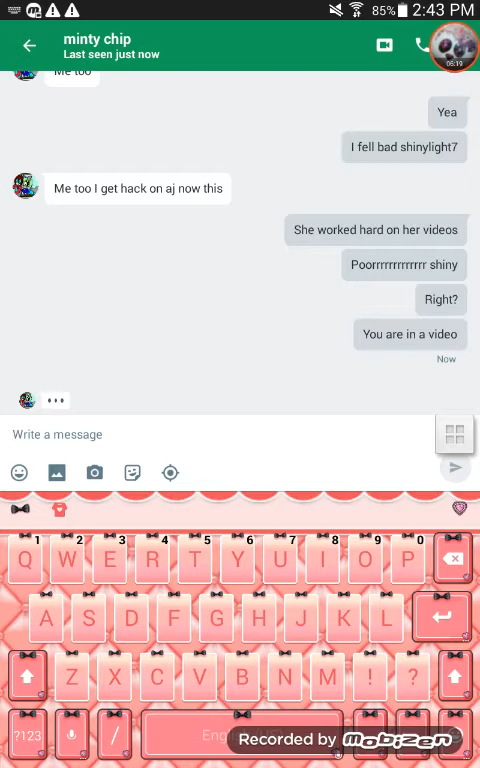 85% 2:43 PM
minty chip
Last seen just now
06:19
Me too
Yea
I fell bad shinylight7
Me too I get hack on aj now this
She worked hard on her videos
Poorrrrrrrrrrrrr shiny
Right?
You are in a video
Now
Write a message
1 2 3 4 5 6 7 8 9 0
Q W E R T Y U I O P
A S D F G H J K L
Z X C V B N M ! ?
?123 / English
Recorded by MOBIZEN